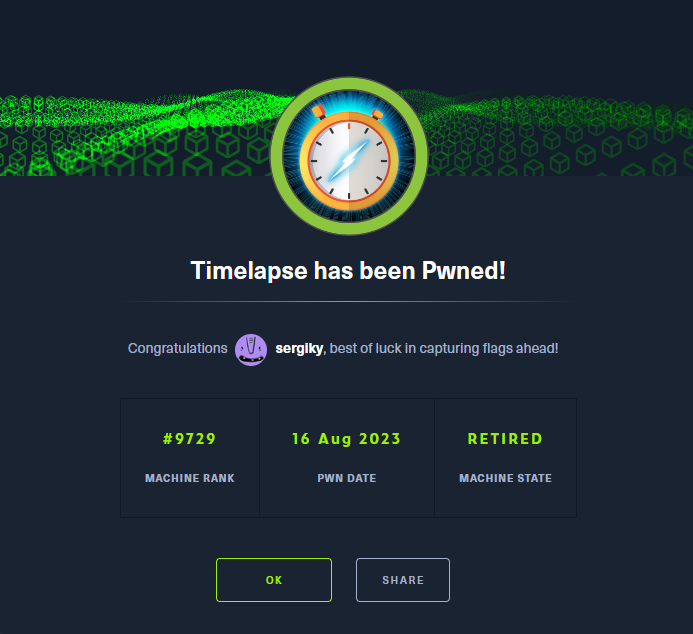 Timelapse has been Pwned!
Congratulations sergiky, best of luck in capturing flags ahead!
#9729 16 Aug 2023 RETIRED
MACHINE RANK PWN DATE MACHINE STATE
OK SHARE